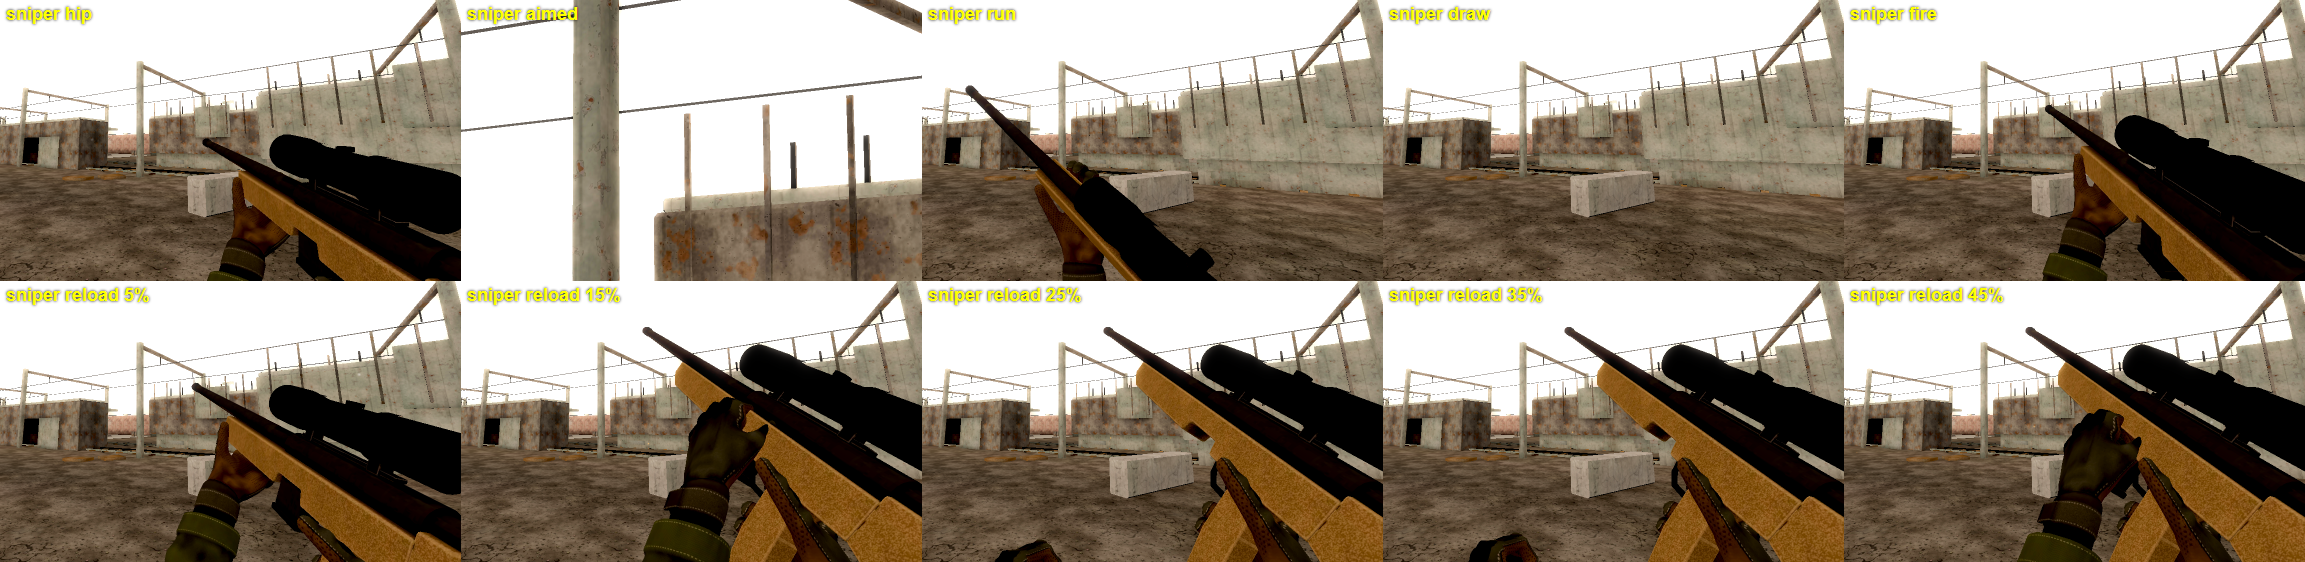 sniper hip
sniper aimed
sniper run
sniper draw
sniper fire
sniper reload 5%
sniper reload 15%
sniper reload 25%
sniper reload 35%
sniper reload 45%